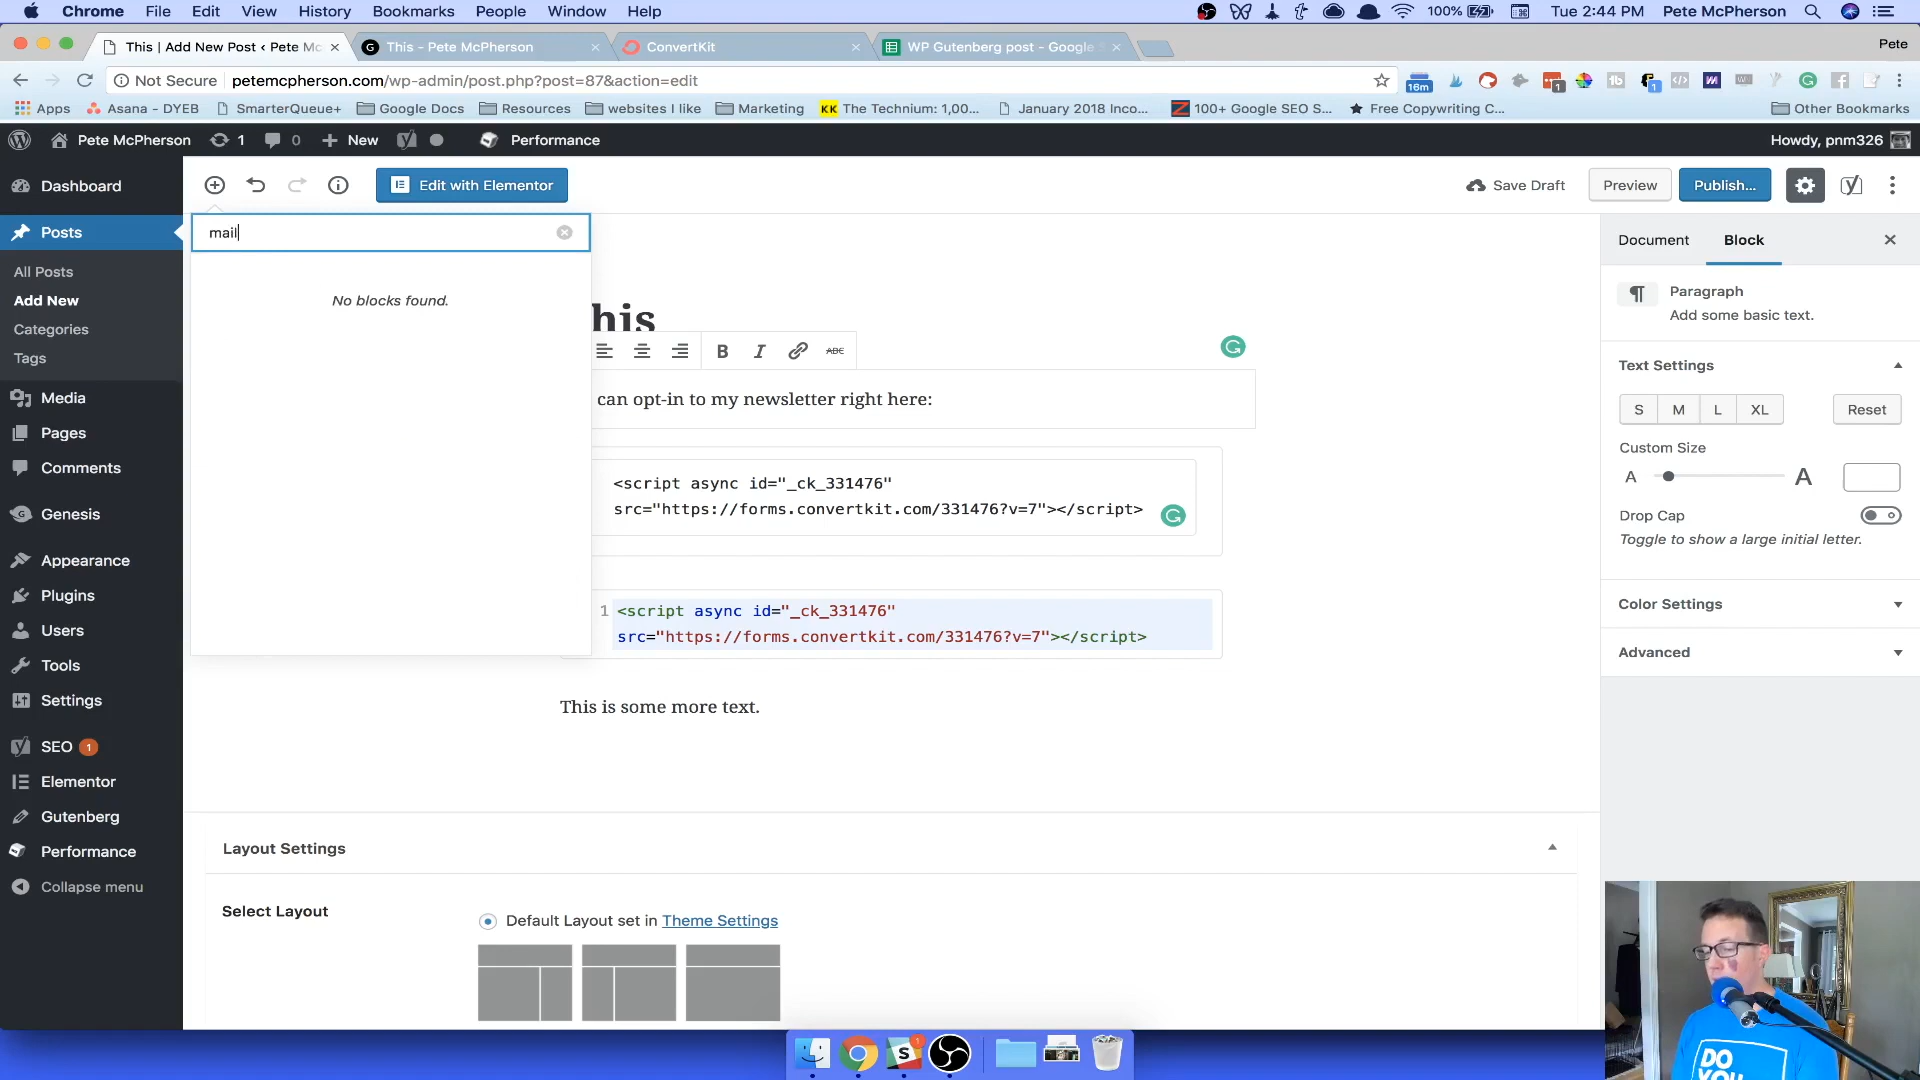 Chrome File Edit View History Bookmarks People Window Help
100% Tue 2:44 PM Pete McPherson
This | Add New Post ‹ Pete Mc
This - Pete McPherson
ConvertKit
WP Gutenberg post - Google S
Pete
Not Secure petemcpherson.com/wp-admin/post.php?post=87&action=edit
16m
1
1
Apps
Asana - DYEB
SmarterQueue+
Google Docs
Resources
websites I like
Marketing
KK The Technium: 1,00...
January 2018 Inco...
100+ Google SEO S...
Free Copywriting C...
Other Bookmarks
Pete McPherson 1 0 New Performance
Howdy, pnm326
Dashboard
Posts
All Posts
Add New
Categories
Tags
Media
Pages
Comments
Genesis
Appearance
Plugins
Users
Tools
Settings
SEO 1
Elementor
Gutenberg
Performance
Collapse menu
Edit with Elementor
Save Draft
Preview
Publish...
mail
No blocks found.
his
B I ABC
can opt-in to my newsletter right here:
<script async id="_ck_331476"
src="https://forms.convertkit.com/331476?v=7"></script>
1 <script async id="_ck_331476"
src="https://forms.convertkit.com/331476?v=7"></script>
This is some more text.
Layout Settings
Select Layout
Default Layout set in Theme Settings
Document
Block
Paragraph
Add some basic text.
Text Settings
S M L XL
Reset
Custom Size
A A
Drop Cap
Toggle to show a large initial letter.
Color Settings
Advanced
S 1
DO
YOU